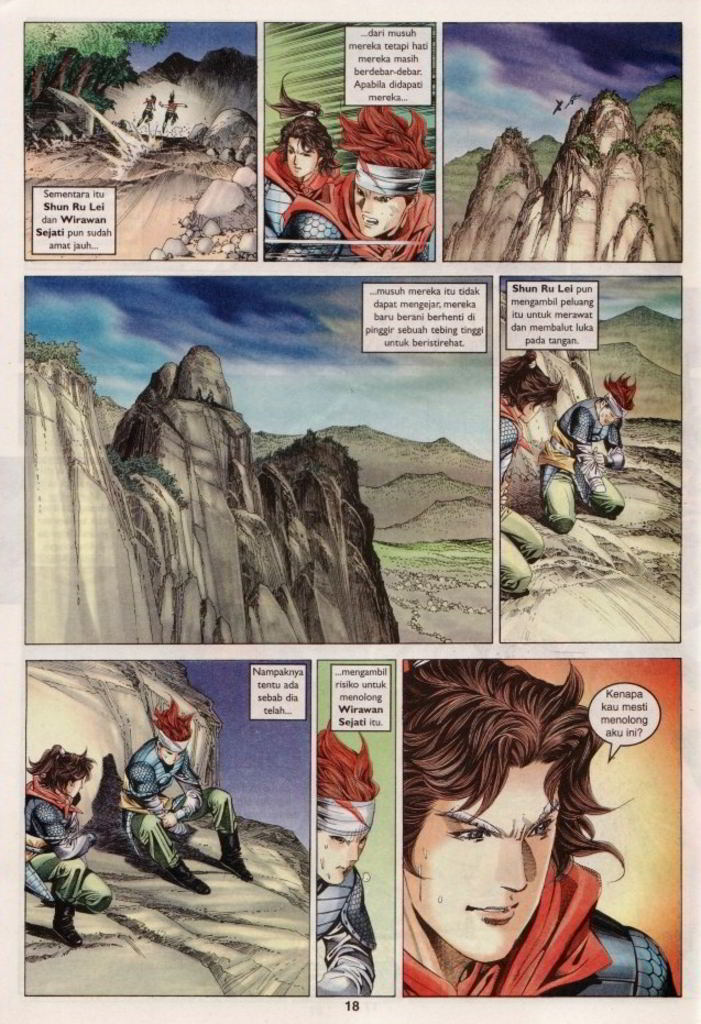 Sementara itu
Shun Ru Lei
dan Wirawan
Sejati pun sudah
amat jauh...
...dari musuh
mereka tetapi hati
mereka masih
berdebar-debar.
Apabila didapati
mereka...
...musuh mereka itu tidak
dapat mengejar, mereka
baru berani berhenti di
pinggir sebuah tebing tinggi
untuk beristirehat.
Shun Ru Lei pun
mengambil peluang
itu untuk merawat
dan membalut luka
pada tangan.
Nampaknya
tentu ada
sebab dia
telah...
...mengambil
risiko untuk
menolong
Wirawan
Sejati itu.
Kenapa
kau mesti
menolong
aku ini?
18